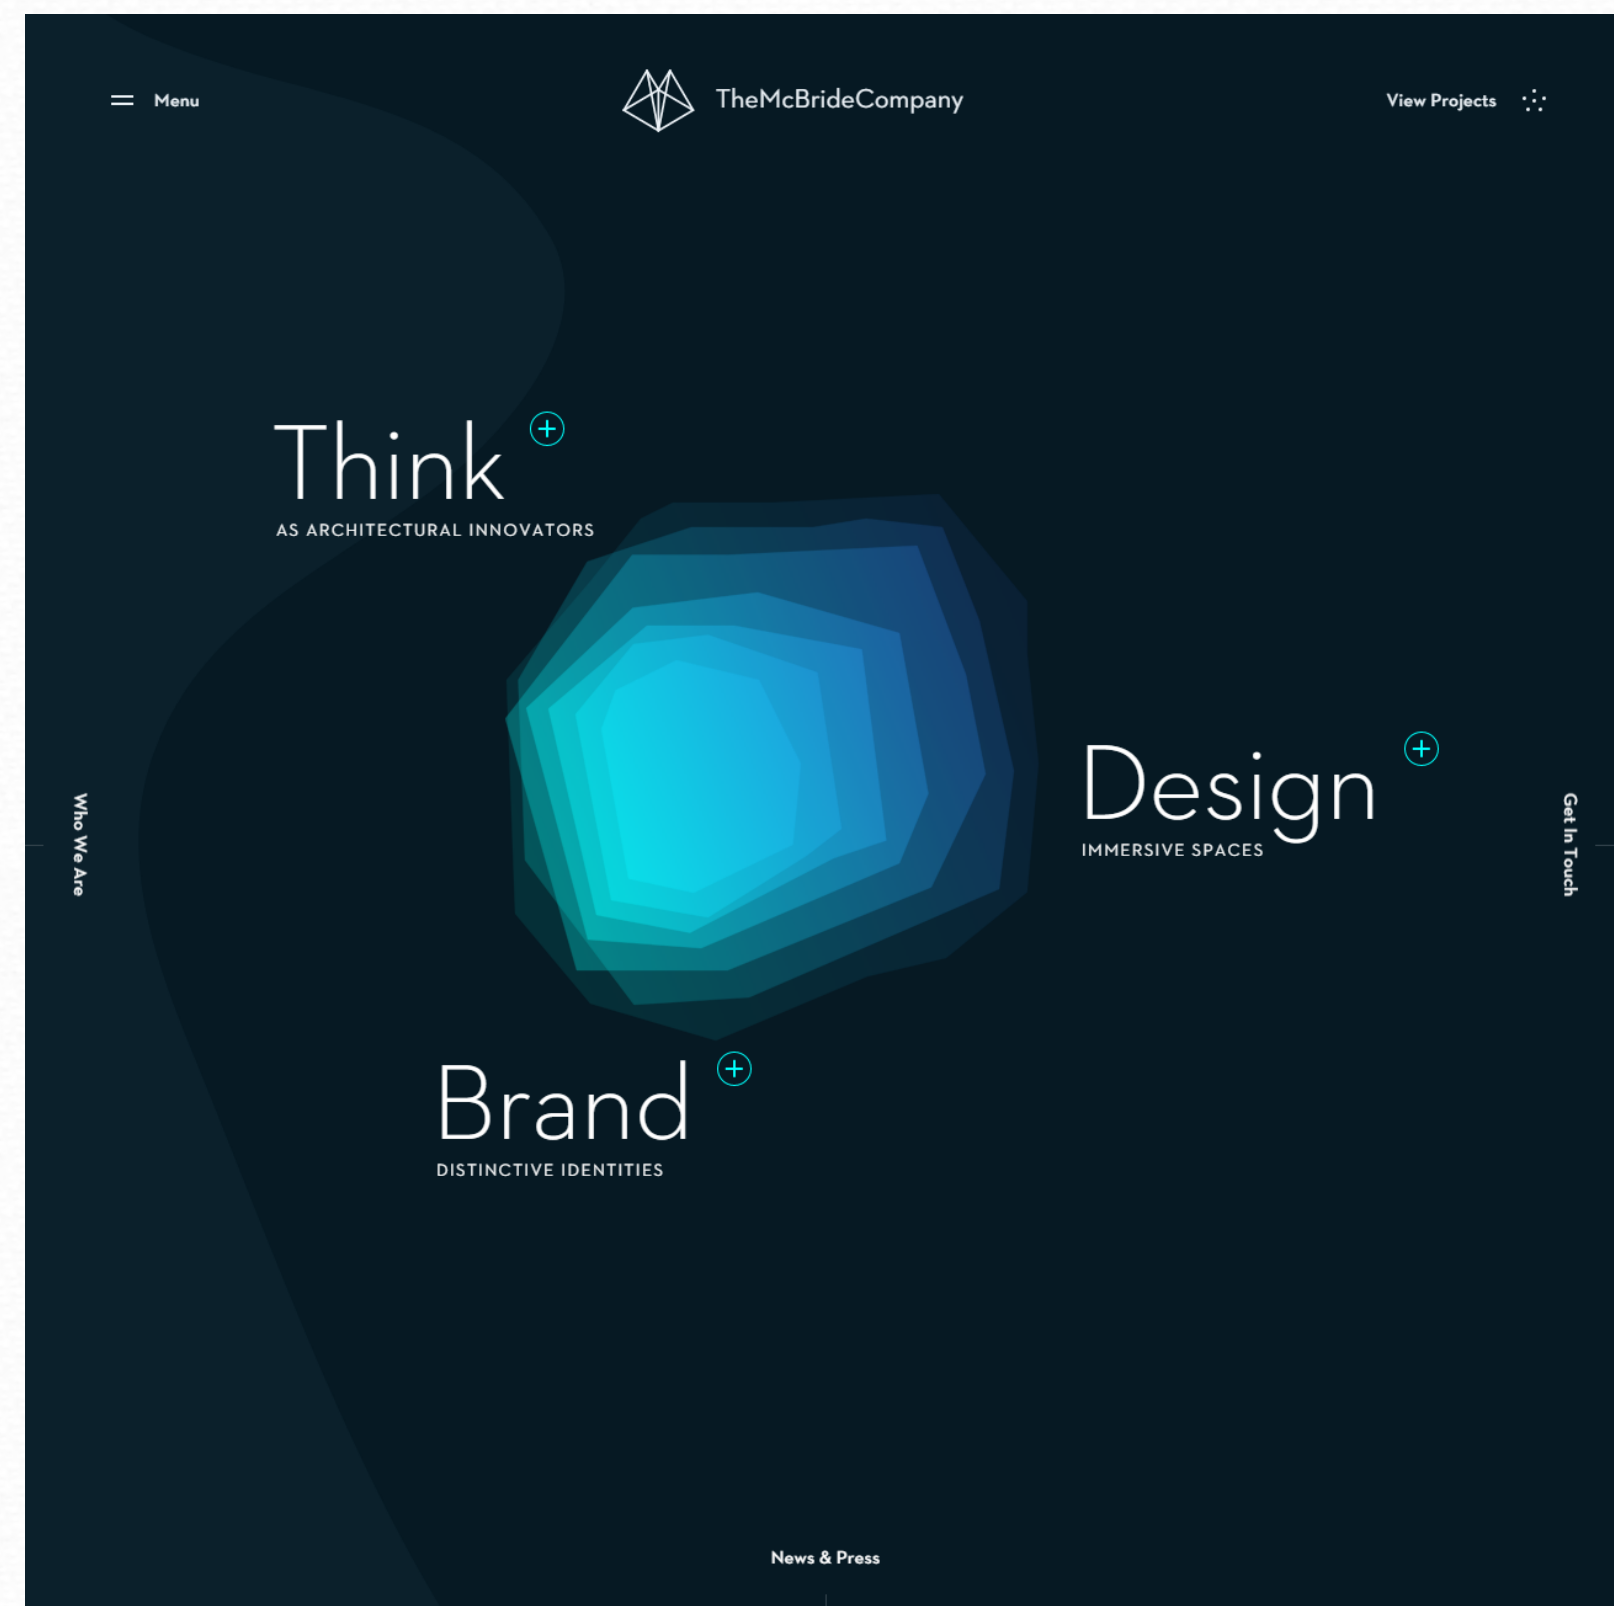 Menu
TheMcBrideCompany
View Projects
Think
AS ARCHITECTURAL INNOVATORS
Design
IMMERSIVE SPACES
Who We Are
Get In Touch
Brand
DISTINCTIVE IDENTITIES
News & Press